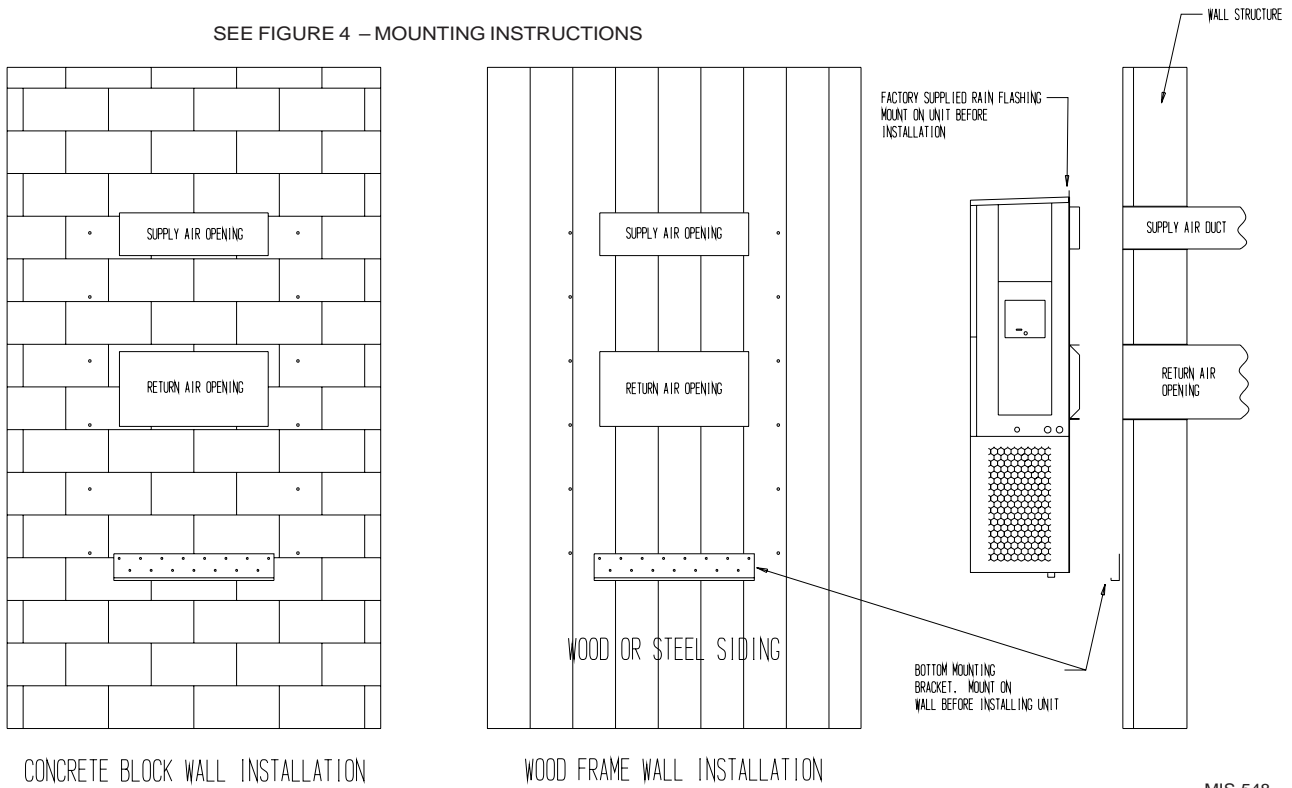 SEE FIGURE 4 – MOUNTING INSTRUCTIONS
WALL STRUCTURE
FACTORY SUPPLIED RAIN FLASHING
MOUNT ON UNIT BEFORE
INSTALLATION
SUPPLY AIR OPENING
SUPPLY AIR OPENING
SUPPLY AIR DUCT
RETURN AIR OPENING
RETURN AIR OPENING
RETURN AIR
OPENING
WOOD OR STEEL SIDING
BOTTOM MOUNTING
BRACKET. MOUNT ON
WALL BEFORE INSTALLING UNIT
CONCRETE BLOCK WALL INSTALLATION
WOOD FRAME WALL INSTALLATION
MIS-548